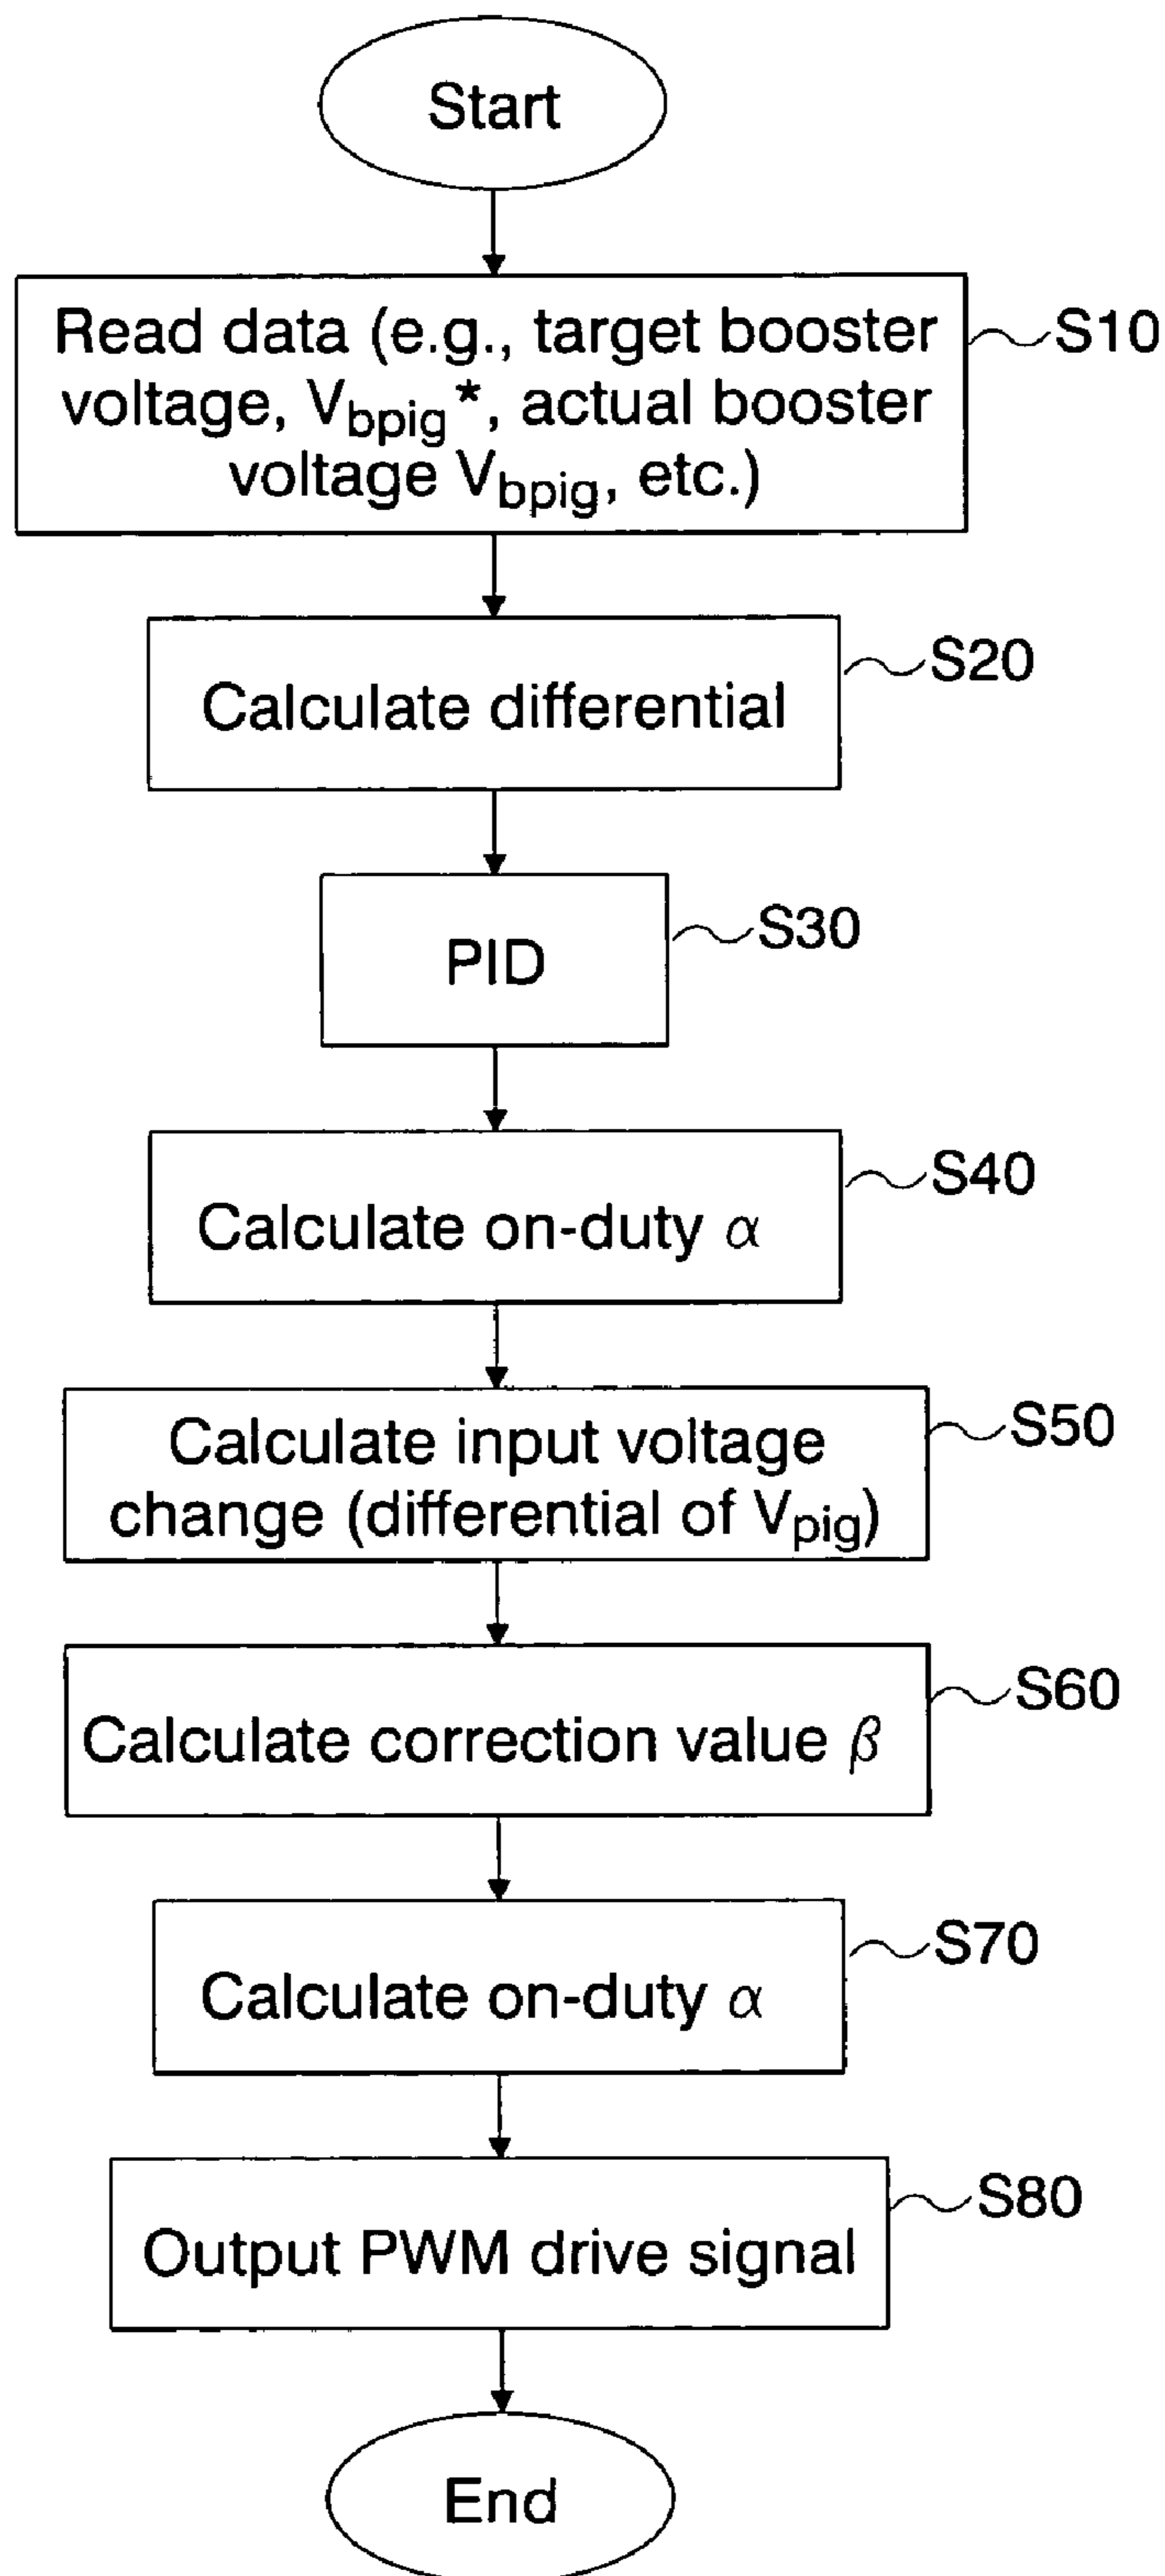 Start
Read data (e.g., target booster
voltage, Vbpig*, actual booster
voltage Vbpig, etc.)
S10
Calculate differential
S20
PID
S30
Calculate on-duty α
S40
Calculate input voltage
change (differential of Vpig)
S50
Calculate correction value β
S60
Calculate on-duty α
S70
Output PWM drive signal
S80
End